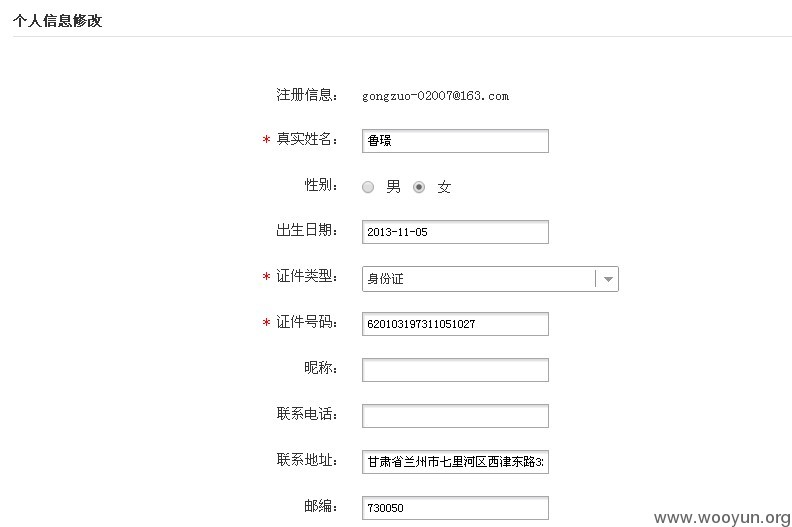 个人信息修改
注册信息： gongzuo-02007@163.com
* 真实姓名： 鲁璟
性别： 男 女
出生日期： 2013-11-05
* 证件类型： 身份证
* 证件号码： 620103197311051027
昵称：
联系电话：
联系地址： 甘肃省兰州市七里河区西津东路3
邮编： 730050
www.wooyun.org